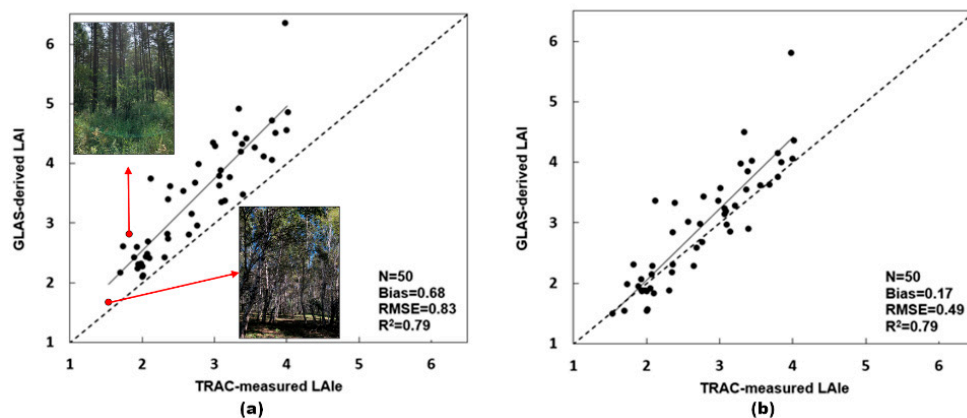 GLAS-derived LAI
6
5
4
3
2
1
N=50
Bias=0.68
RMSE=0.83
R²=0.79
1 2 3 4 5 6
TRAC-measured LAIe
(a)
GLAS-derived LAI
6
5
4
3
2
1
N=50
Bias=0.17
RMSE=0.49
R²=0.79
1 2 3 4 5 6
TRAC-measured LAIe
(b)